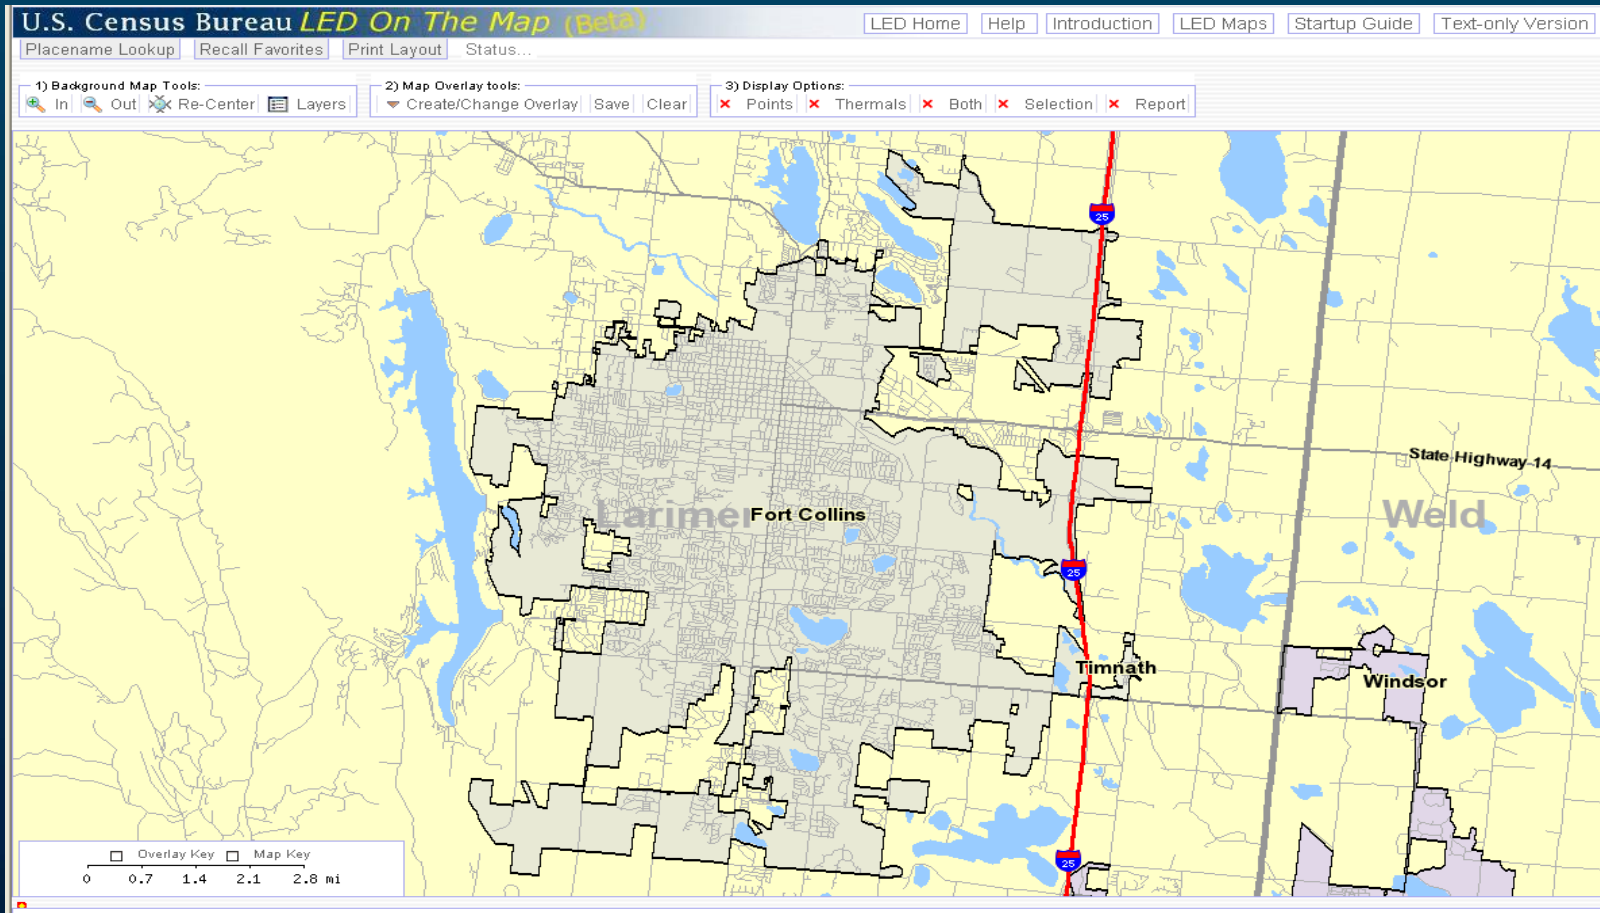 U.S. Census Bureau LED On The Map (Beta)
LED Home Help Introduction LED Maps Startup Guide Text-only Version
Placename Lookup Recall Favorites Print Layout Status...
1) Background Map Tools: 2) Map Overlay tools: 3) Display Options:
In Out Re-Center Layers Create/Change Overlay Save Clear Points Thermals Both Selection Report
25
State Highway 14
Larimer Fort Collins Weld
25
Timnath
Windsor
25
Overlay Key Map Key
0 0.7 1.4 2.1 2.8 mi